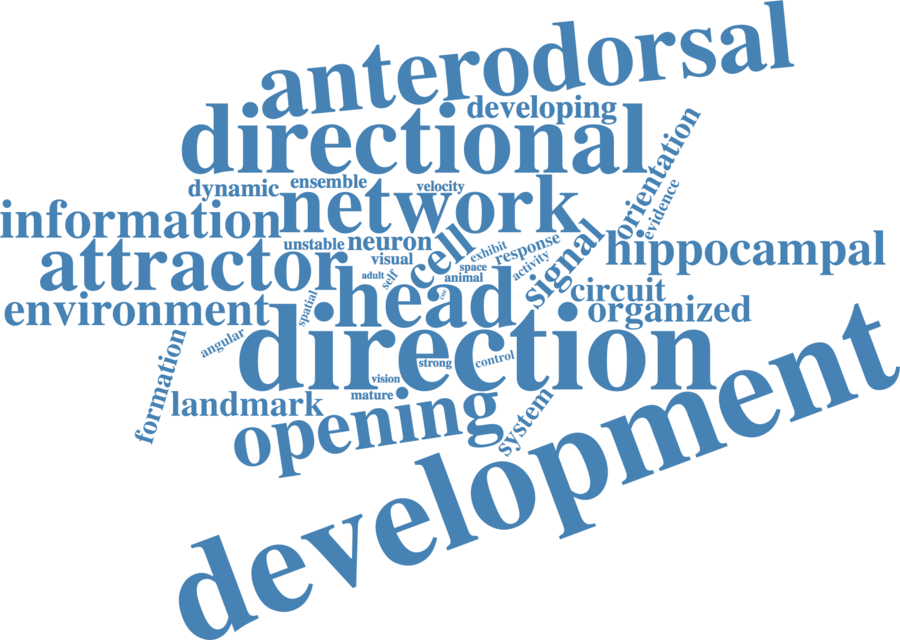 anterodorsal
developing
directional
orientation
evidence
dynamic
ensemble
velocity
information
network
unstable
neuron
cell
exhibit
response
signal
hippocampal
attractor
visual
space
activity
adult
self
animal
cue
head
circuit
environment
spatial
organized
angular
direction
strong
control
formation
vision
mature
landmark
opening
system
development